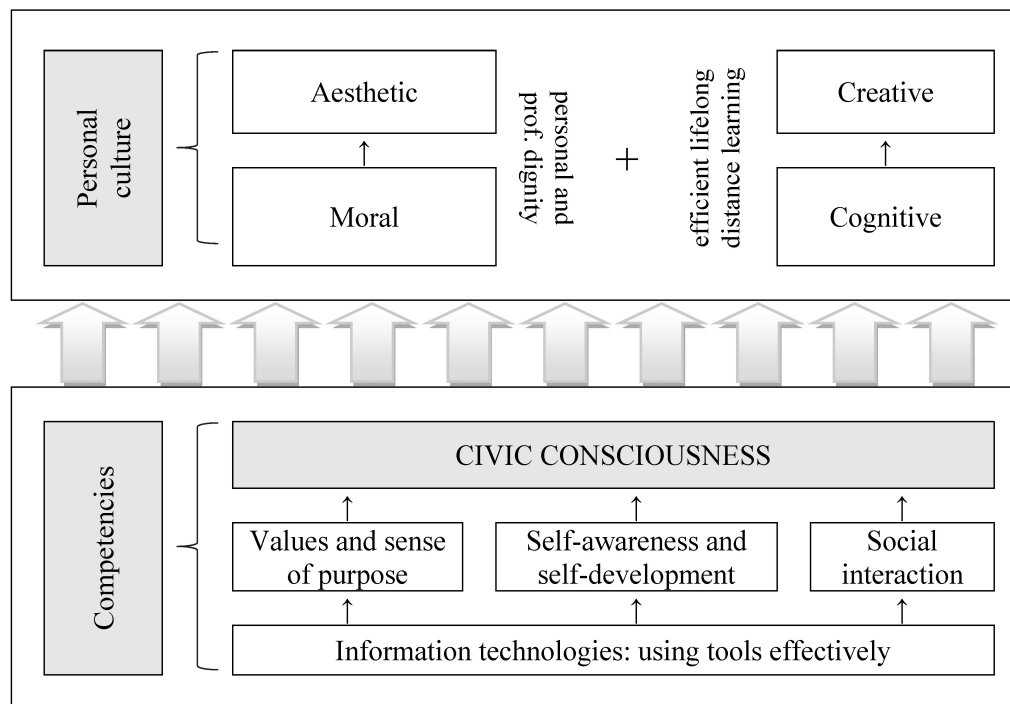 Personal
culture
Aesthetic
Moral
personal and
prof. dignity
+
efficient lifelong
distance learning
Creative
Cognitive
Competencies
CIVIC CONSCIOUSNESS
Values and sense
of purpose
Self-awareness and
self-development
Social
interaction
Information technologies: using tools effectively